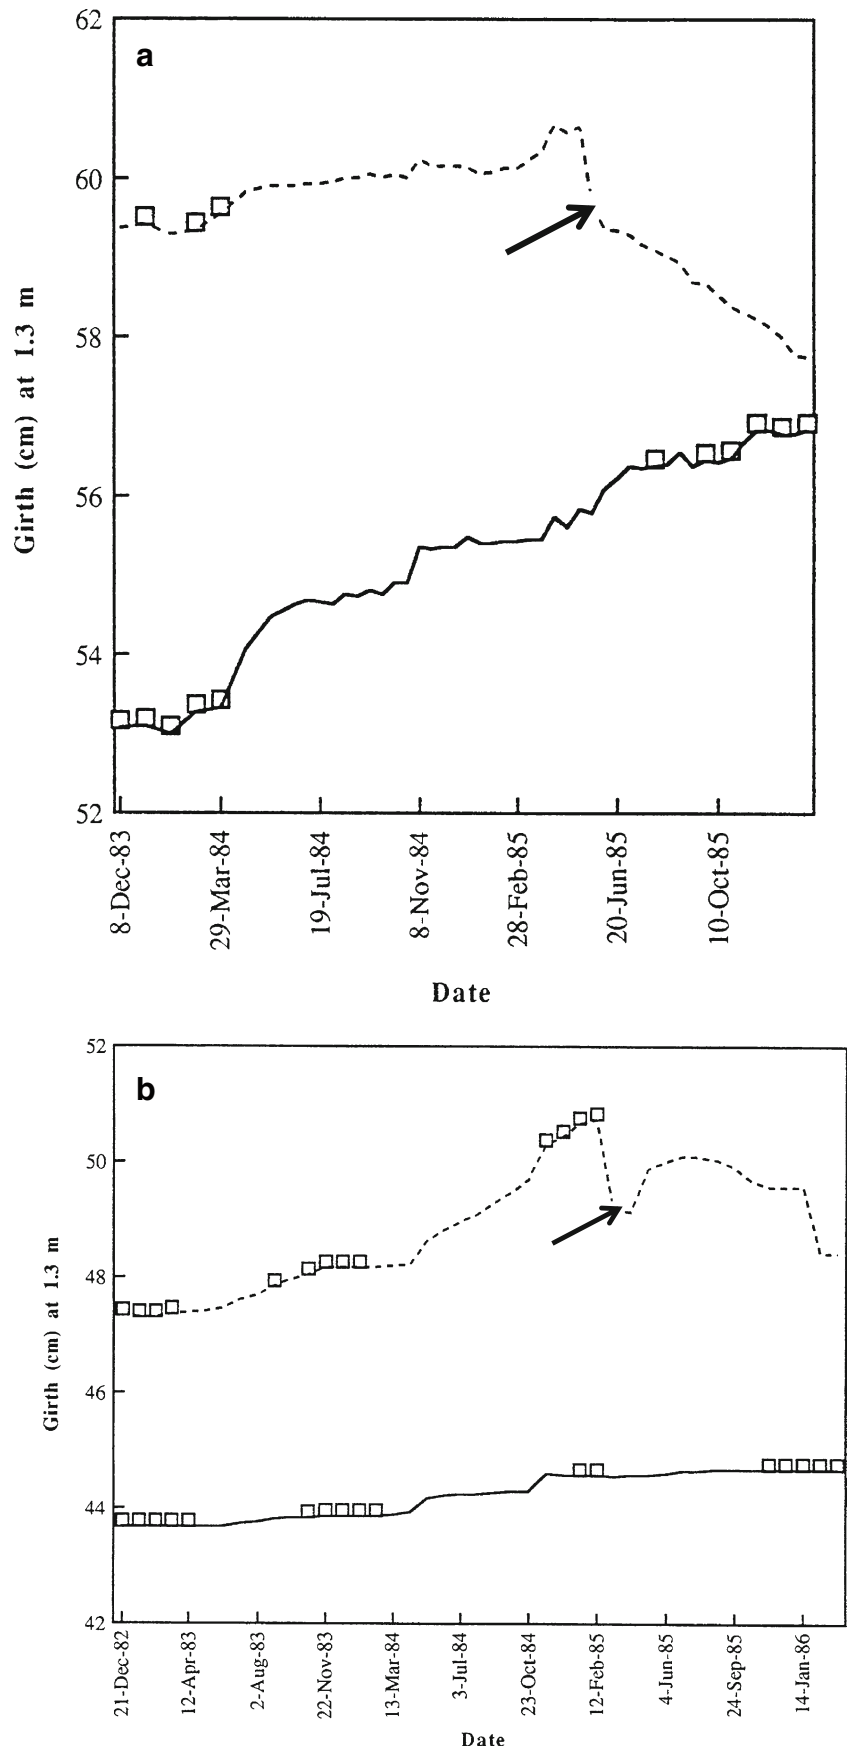 62
a
60
58
56
54
52
Girth (cm) at 1.3 m
8-Dec-83
29-Mar-84
19-Jul-84
8-Nov-84
28-Feb-85
20-Jun-85
10-Oct-85
Date
52
b
50
48
46
44
42
Girth (cm) at 1.3 m
21-Dec-82
12-Apr-83
2-Aug-83
22-Nov-83
13-Mar-84
3-Jul-84
23-Oct-84
12-Feb-85
4-Jun-85
24-Sep-85
14-Jan-86
Date